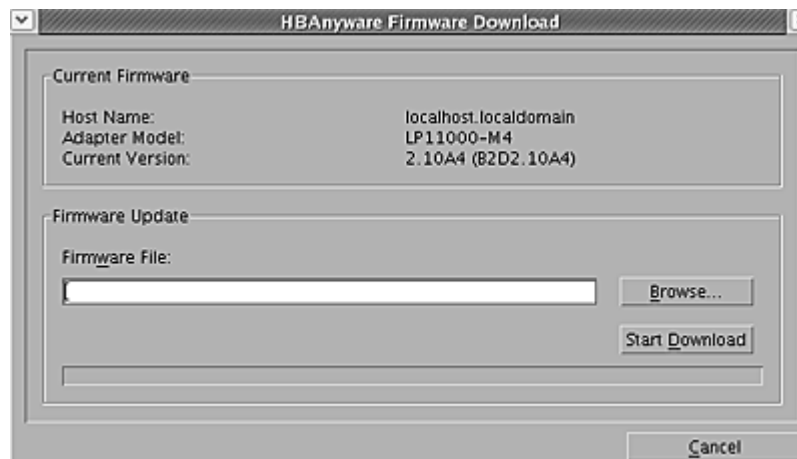 HBAnyware Firmware Download
Current Firmware
Host Name: localhost.localdomain
Adapter Model: LP11000-M4
Current Version: 2.10A4 (B2D2.10A4)
Firmware Update
Firmware File:
Browse...
Start Download
Cancel